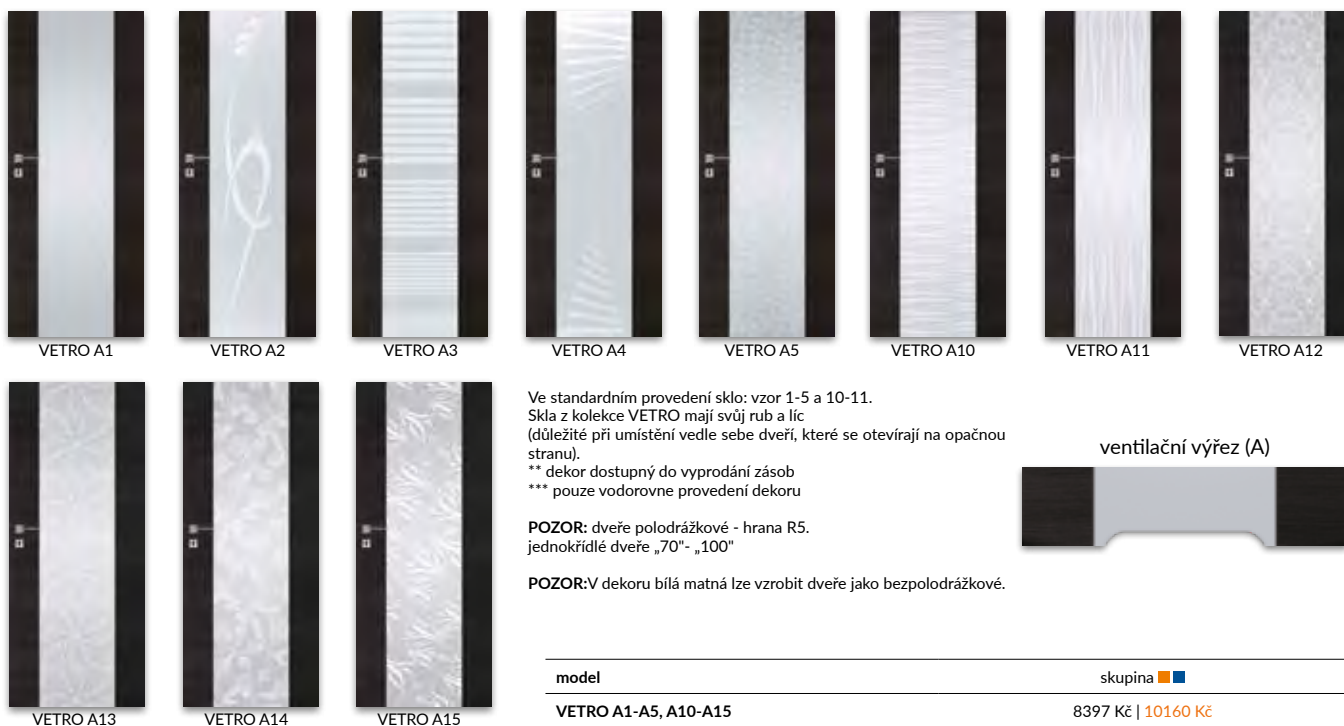 VETRO A1
VETRO A2
VETRO A3
VETRO A4
VETRO A5
VETRO A10
VETRO A11
VETRO A12
VETRO A13
VETRO A14
VETRO A15
Ve standardním provedení sklo: vzor 1-5 a 10-11.
Skla z kolekce VETRO mají svůj rub a líc
(důležité při umístění vedle sebe dveří, které se otevírají na opačnou
stranu).
** dekor dostupný do vyprodání zásob
*** pouze vodorovne provedení dekoru
POZOR: dveře polodrážkové - hrana R5.
jednokřídlé dveře „70"- „100"
POZOR:V dekoru bílá matná lze vzrobit dveře jako bezpolodrážkové.
ventilační výřez (A)
model skupina
VETRO A1-A5, A10-A15 8397 Kč | 10160 Kč